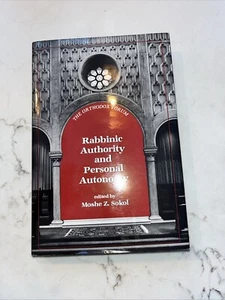 THE ORTHODOX FORUM
Rabbinic
Authority
and
Personal
Autonomy
edited by
Moshe Z. Sokol